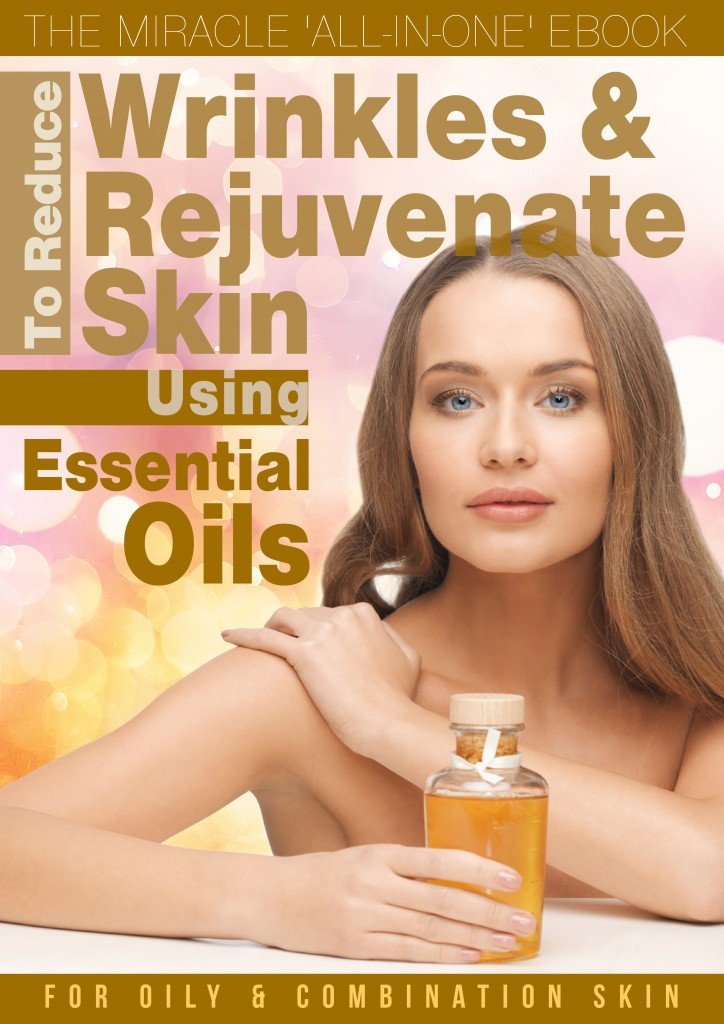 THE MIRACLE 'ALL-IN-ONE' EBOOK
To Reduce
Wrinkles &
Rejuvenate
Skin
Using
Essential
Oils
FOR OILY & COMBINATION SKIN